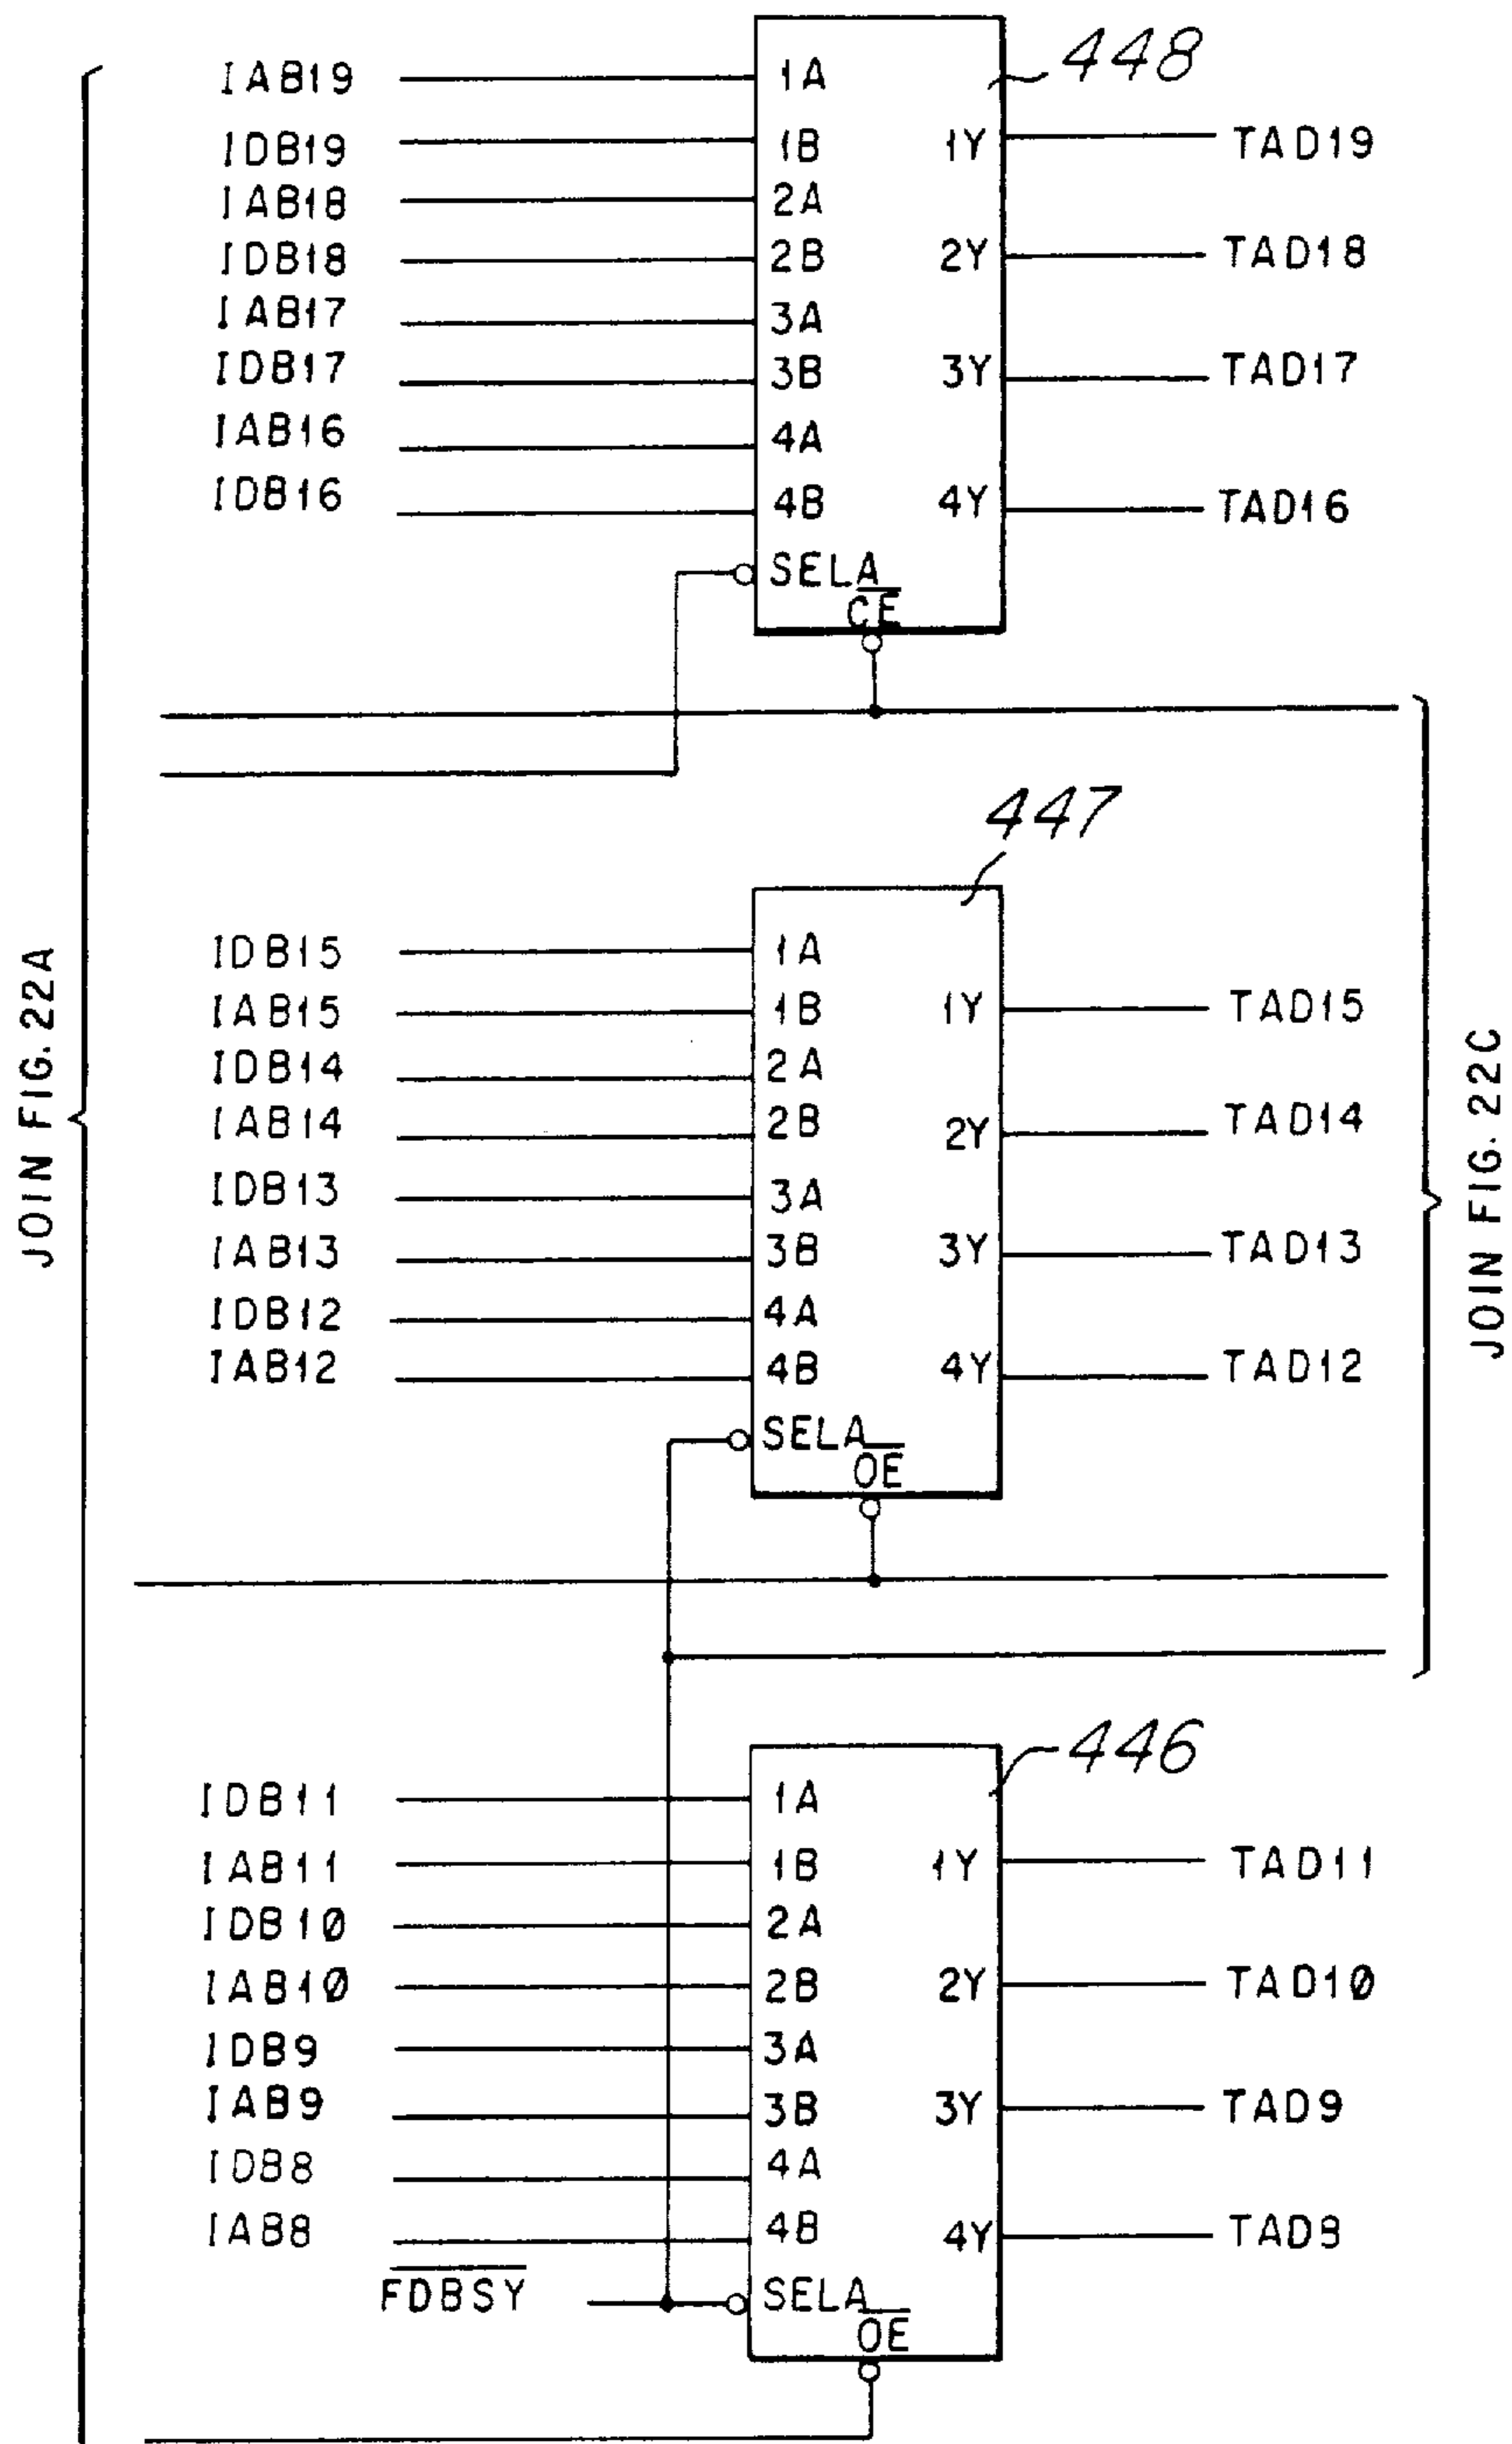 448
IAB19 1A
IDB19 1B 1Y TAD19
IAB18 2A
IDB18 2B 2Y TAD18
IAB17 3A
IDB17 3B 3Y TAD17
IAB16 4A
IDB16 4B 4Y TAD16
SELA
CE
447
IDB15 1A
IAB15 1B 1Y TAD15
IDB14 2A
IAB14 2B 2Y TAD14
IDB13 3A
IAB13 3B 3Y TAD13
IDB12 4A
IAB12 4B 4Y TAD12
SELA
OE
446
IDB11 1A
IAB11 1B 1Y TAD11
IDB10 2A
IAB10 2B 2Y TAD10
IDB9 3A
IAB9 3B 3Y TAD9
IDB8 4A
IAB8 4B 4Y TAD8
FDBSY SELA
OE
JOIN FIG. 22A
JOIN FIG. 22C